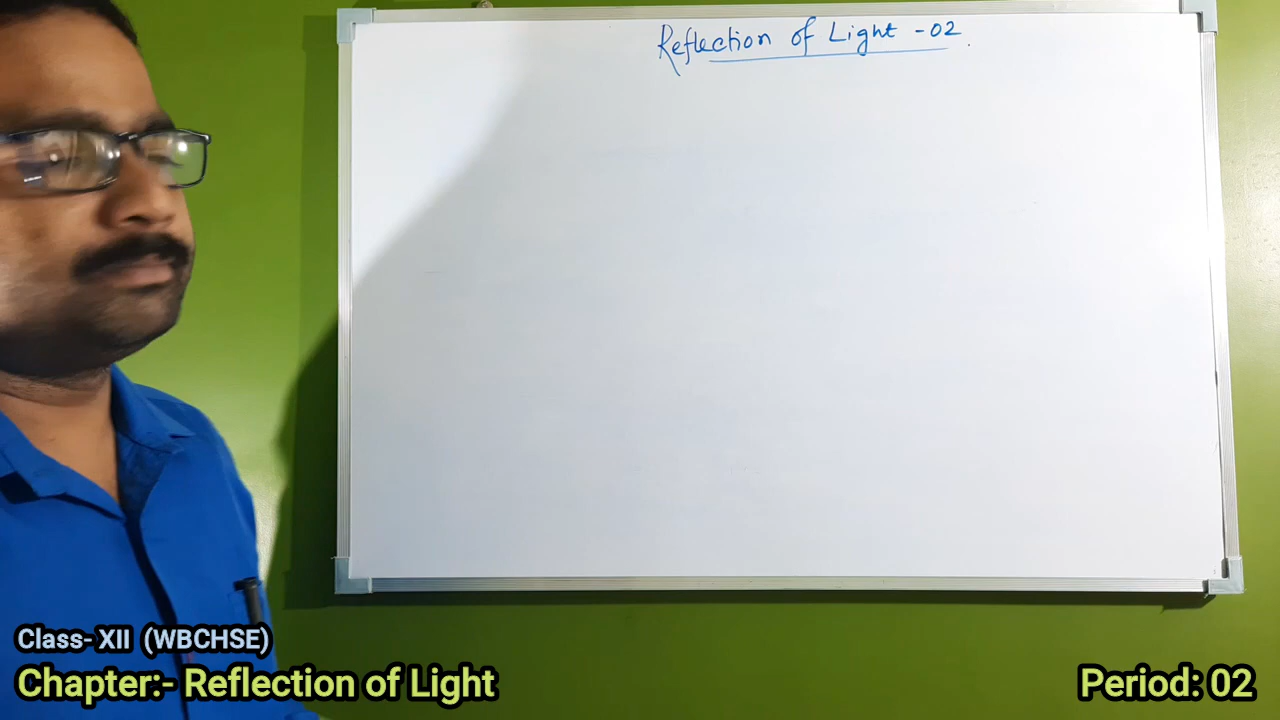 Reflection of Light - 02.
Class- XII (WBCHSE)
Chapter:- Reflection of Light
Period: 02